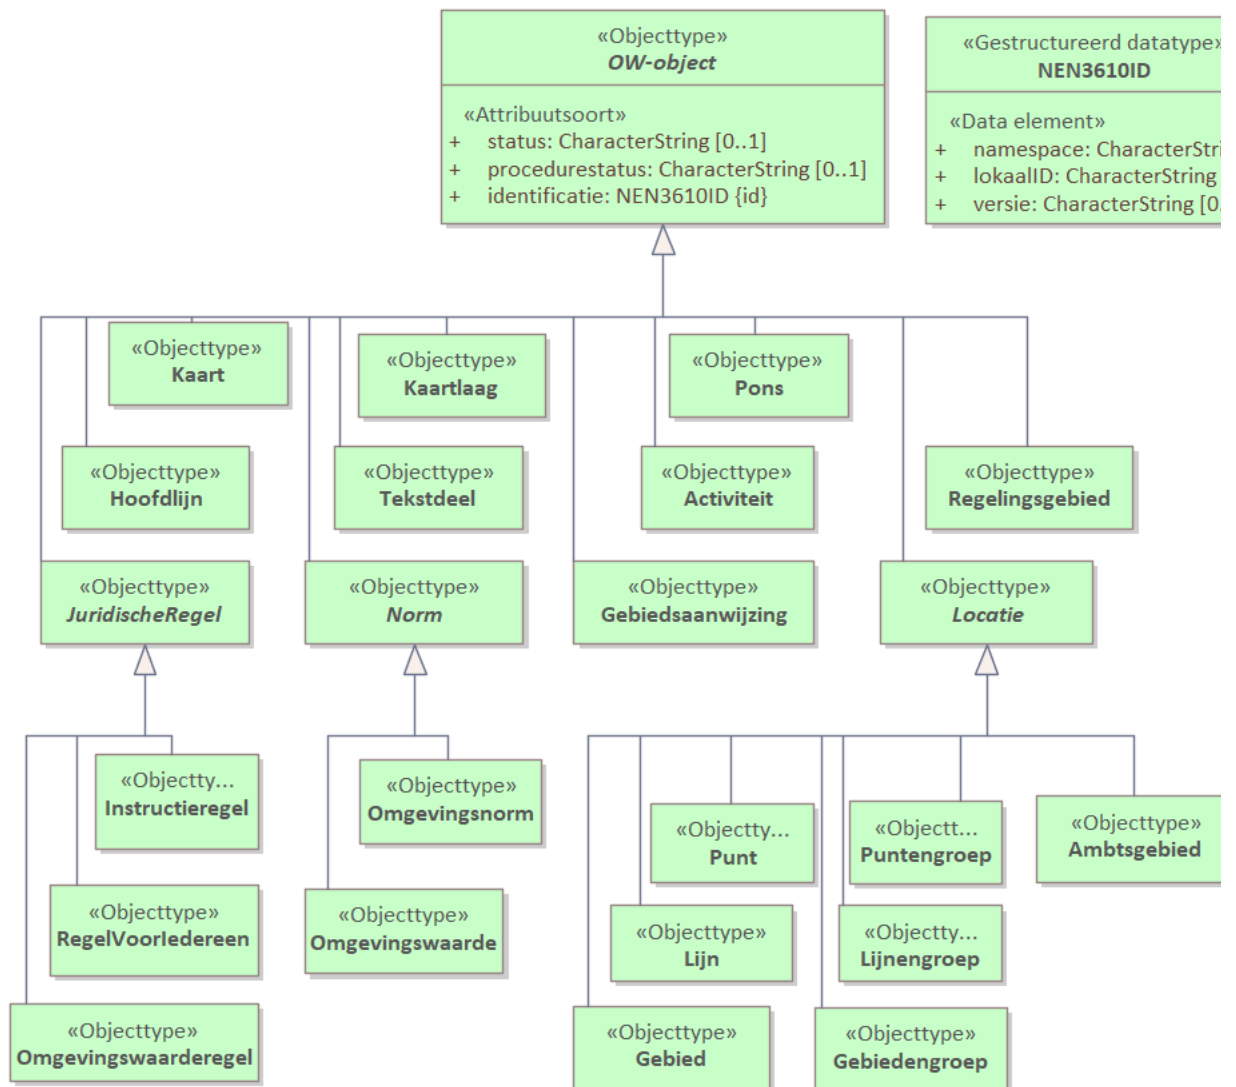 «Objecttype»
OW-object
«Attribuutsoort»
+ status: CharacterString [0..1]
+ procedurestatus: CharacterString [0..1]
+ identificatie: NEN3610ID {id}
«Gestructureerd datatype»
NEN3610ID
«Data element»
+ namespace: CharacterStri
+ lokaalID: CharacterString
+ versie: CharacterString [0.
«Objecttype»
Kaart
«Objecttype»
Kaartlaag
«Objecttype»
Pons
«Objecttype»
Hoofdlijn
«Objecttype»
Tekstdeel
«Objecttype»
Activiteit
«Objecttype»
Regelingsgebied
«Objecttype»
JuridischeRegel
«Objecttype»
Norm
«Objecttype»
Gebiedsaanwijzing
«Objecttype»
Locatie
«Objectty...
Instructieregel
«Objecttype»
Omgevingsnorm
«Objectty...
Punt
«Objectt...
Puntengroep
«Objecttype»
Ambtsgebied
«Objecttype»
RegelVoorIedereen
«Objecttype»
Omgevingswaarde
«Objecttype»
Lijn
«Objectty...
Lijnengroep
«Objecttype»
Omgevingswaarderegel
«Objecttype»
Gebied
«Objecttype»
Gebiedengroep